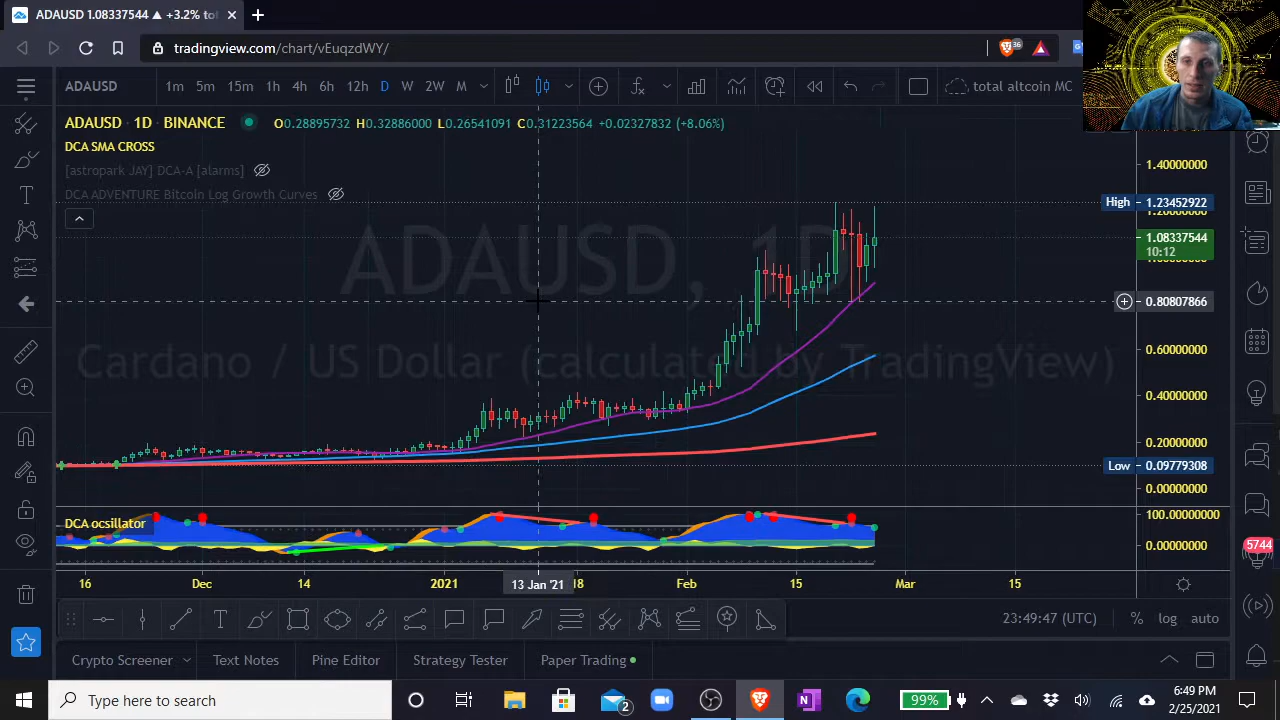 ADAUSD 1.08337544 ▲ +3.2% to
tradingview.com/chart/vEuqzdWY/
36
ADAUSD
1m 5m 15m 1h 4h 6h 12h D W 2W M
total altcoin MC
ADAUSD · 1D · BINANCE O0.28895732 H0.32886000 L0.26541091 C0.31223564 +0.02327832 (+8.06%)
DCA SMA CROSS
[astropark JAY] DCA-A [alarms]
DCA ADVENTURE Bitcoin Log Growth Curves
ADAUSD, 1D
Cardano / US Dollar (calculated by TradingView)
1.40000000
High 1.23452922
1.20000000
1.08337544
10:12
1.00000000
0.80807866
0.60000000
0.40000000
0.20000000
Low 0.09779308
0.00000000
DCA ocsillator
100.00000000
0.00000000
5744
16 Dec 14 2021 13 Jan '21 18 Feb 15 Mar 15
23:49:47 (UTC) % log auto
Crypto Screener Text Notes Pine Editor Strategy Tester Paper Trading
Type here to search
2
99%
6:49 PM
2/25/2021